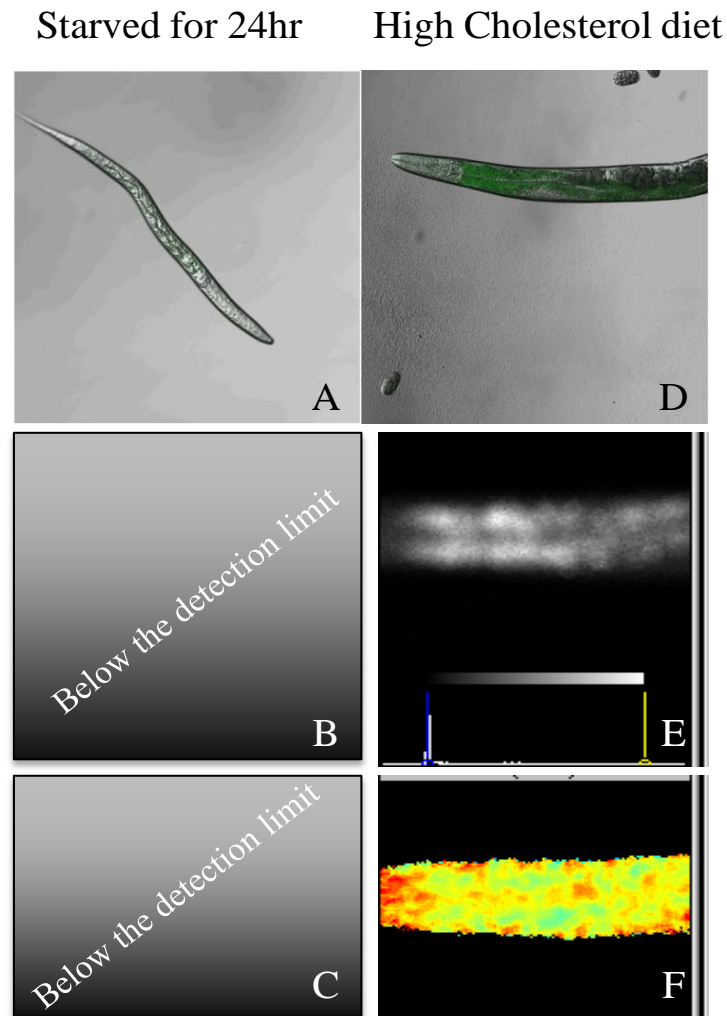 Starved for 24hr
High Cholesterol diet
A
D
Below the detection limit
B
E
Below the detection limit
C
F